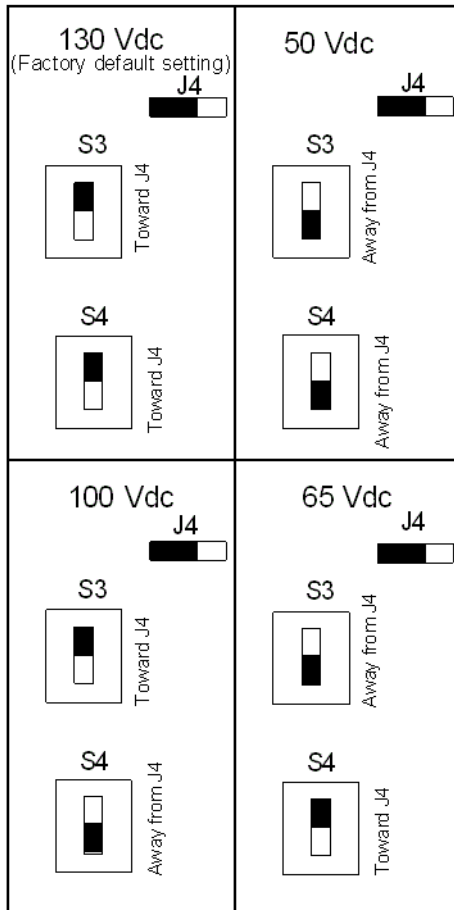 130 Vdc
(Factory default setting)
J4
S3
Toward J4
S4
Toward J4
50 Vdc
J4
S3
Away from J4
S4
Away from J4
100 Vdc
J4
S3
Toward J4
S4
Away from J4
65 Vdc
J4
S3
Away from J4
S4
Toward J4